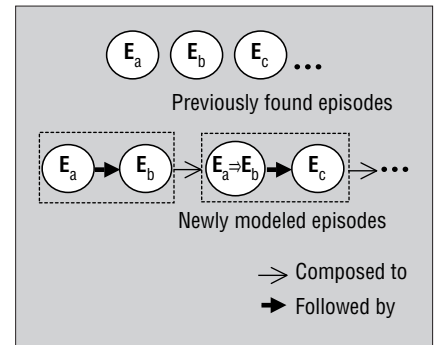 Ea Eb Ec ...
Previously found episodes
Ea Eb Ea⇒Eb Ec ...
Newly modeled episodes
Composed to
Followed by